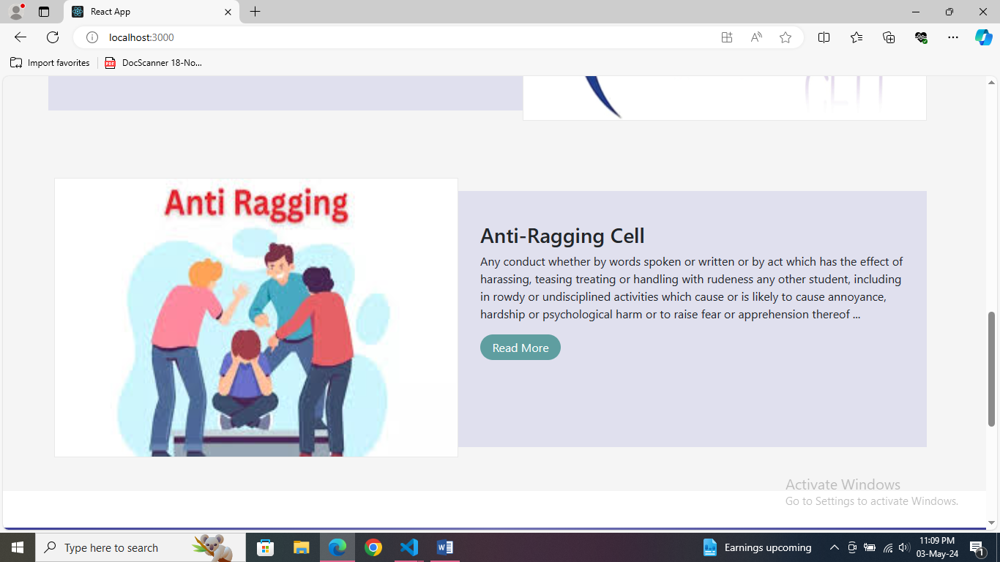 React App
localhost:3000
Import favorites
PDF
DocScanner 18-No...
Anti Ragging
Anti-Ragging Cell
Any conduct whether by words spoken or written or by act which has the effect of
harassing, teasing treating or handling with rudeness any other student, including
in rowdy or undisciplined activities which cause or is likely to cause annoyance,
hardship or psychological harm or to raise fear or apprehension thereof ...
Read More
Activate Windows
Go to Settings to activate Windows.
Type here to search
Earnings upcoming
11:09 PM
03-May-24
1